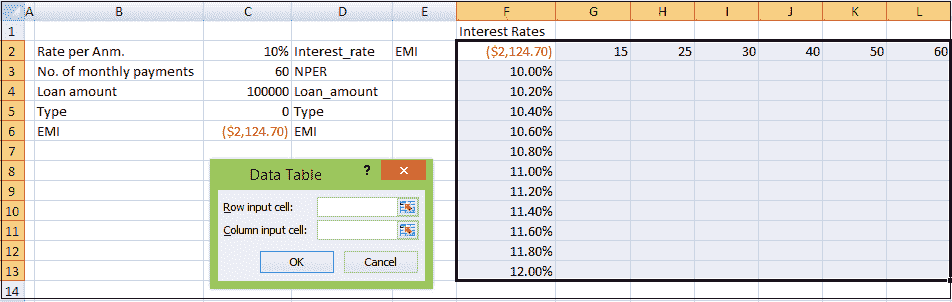 A B C D E F G H I J K L
1 Interest Rates
2 Rate per Anm. 10% Interest_rate EMI ($2,124.70) 15 25 30 40 50 60
3 No. of monthly payments 60 NPER 10.00%
4 Loan amount 100000 Loan_amount 10.20%
5 Type 0 Type 10.40%
6 EMI ($2,124.70) EMI 10.60%
7 10.80%
8 11.00%
9 11.20%
10 11.40%
11 11.60%
12 11.80%
13 12.00%
14
Data Table ? ×
Row input cell:
Column input cell:
OK Cancel